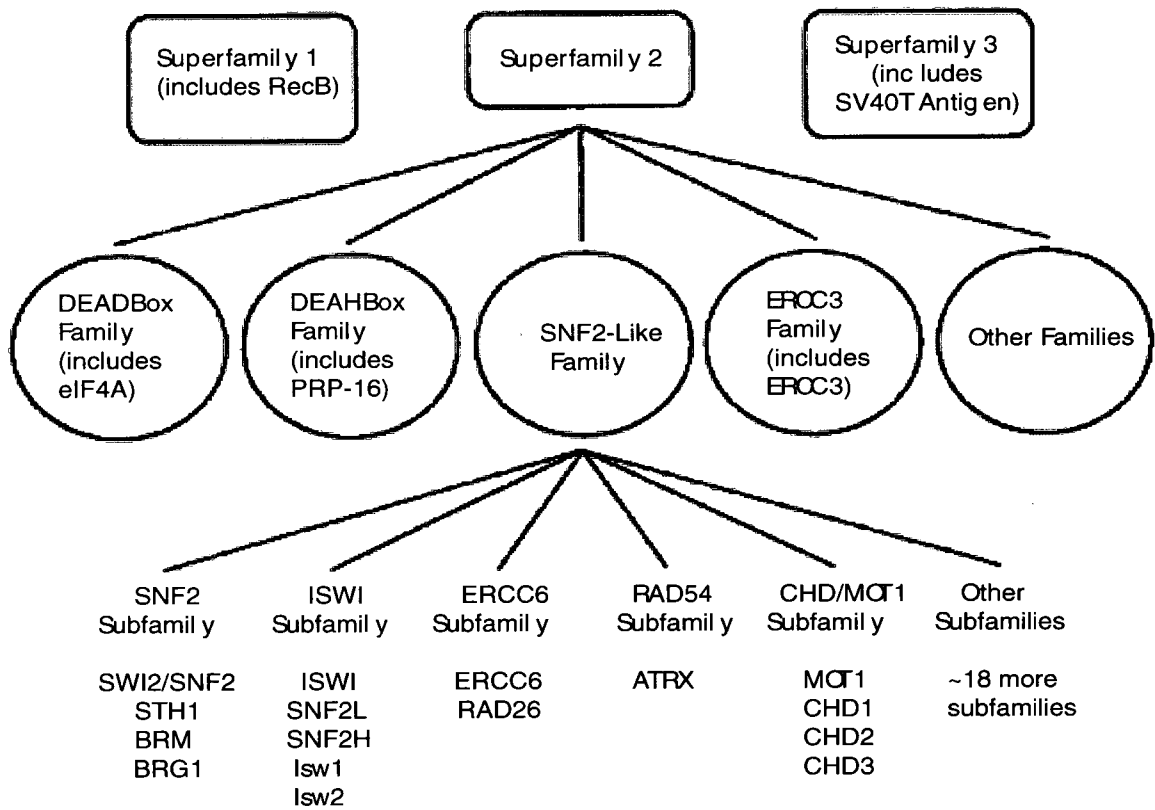 Superfamily 1
(includes RecB)
Superfamily 2
Superfamily 3
(inc ludes
SV40T Antigen)
DEADBox
Family
(includes
eIF4A)
DEAHBox
Family
(includes
PRP-16)
SNF2-Like
Family
ERCC3
Family
(includes
ERCC3)
Other Families
SNF2
Subfamily
SWI2/SNF2
STH1
BRM
BRG1
ISWI
Subfamily
ISWI
SNF2L
SNF2H
Isw1
Isw2
ERCC6
Subfamily
ERCC6
RAD26
RAD54
Subfamily
ATRX
CHD/MOT1
Subfamily
MOT1
CHD1
CHD2
CHD3
Other
Subfamilies
~18 more
subfamilies